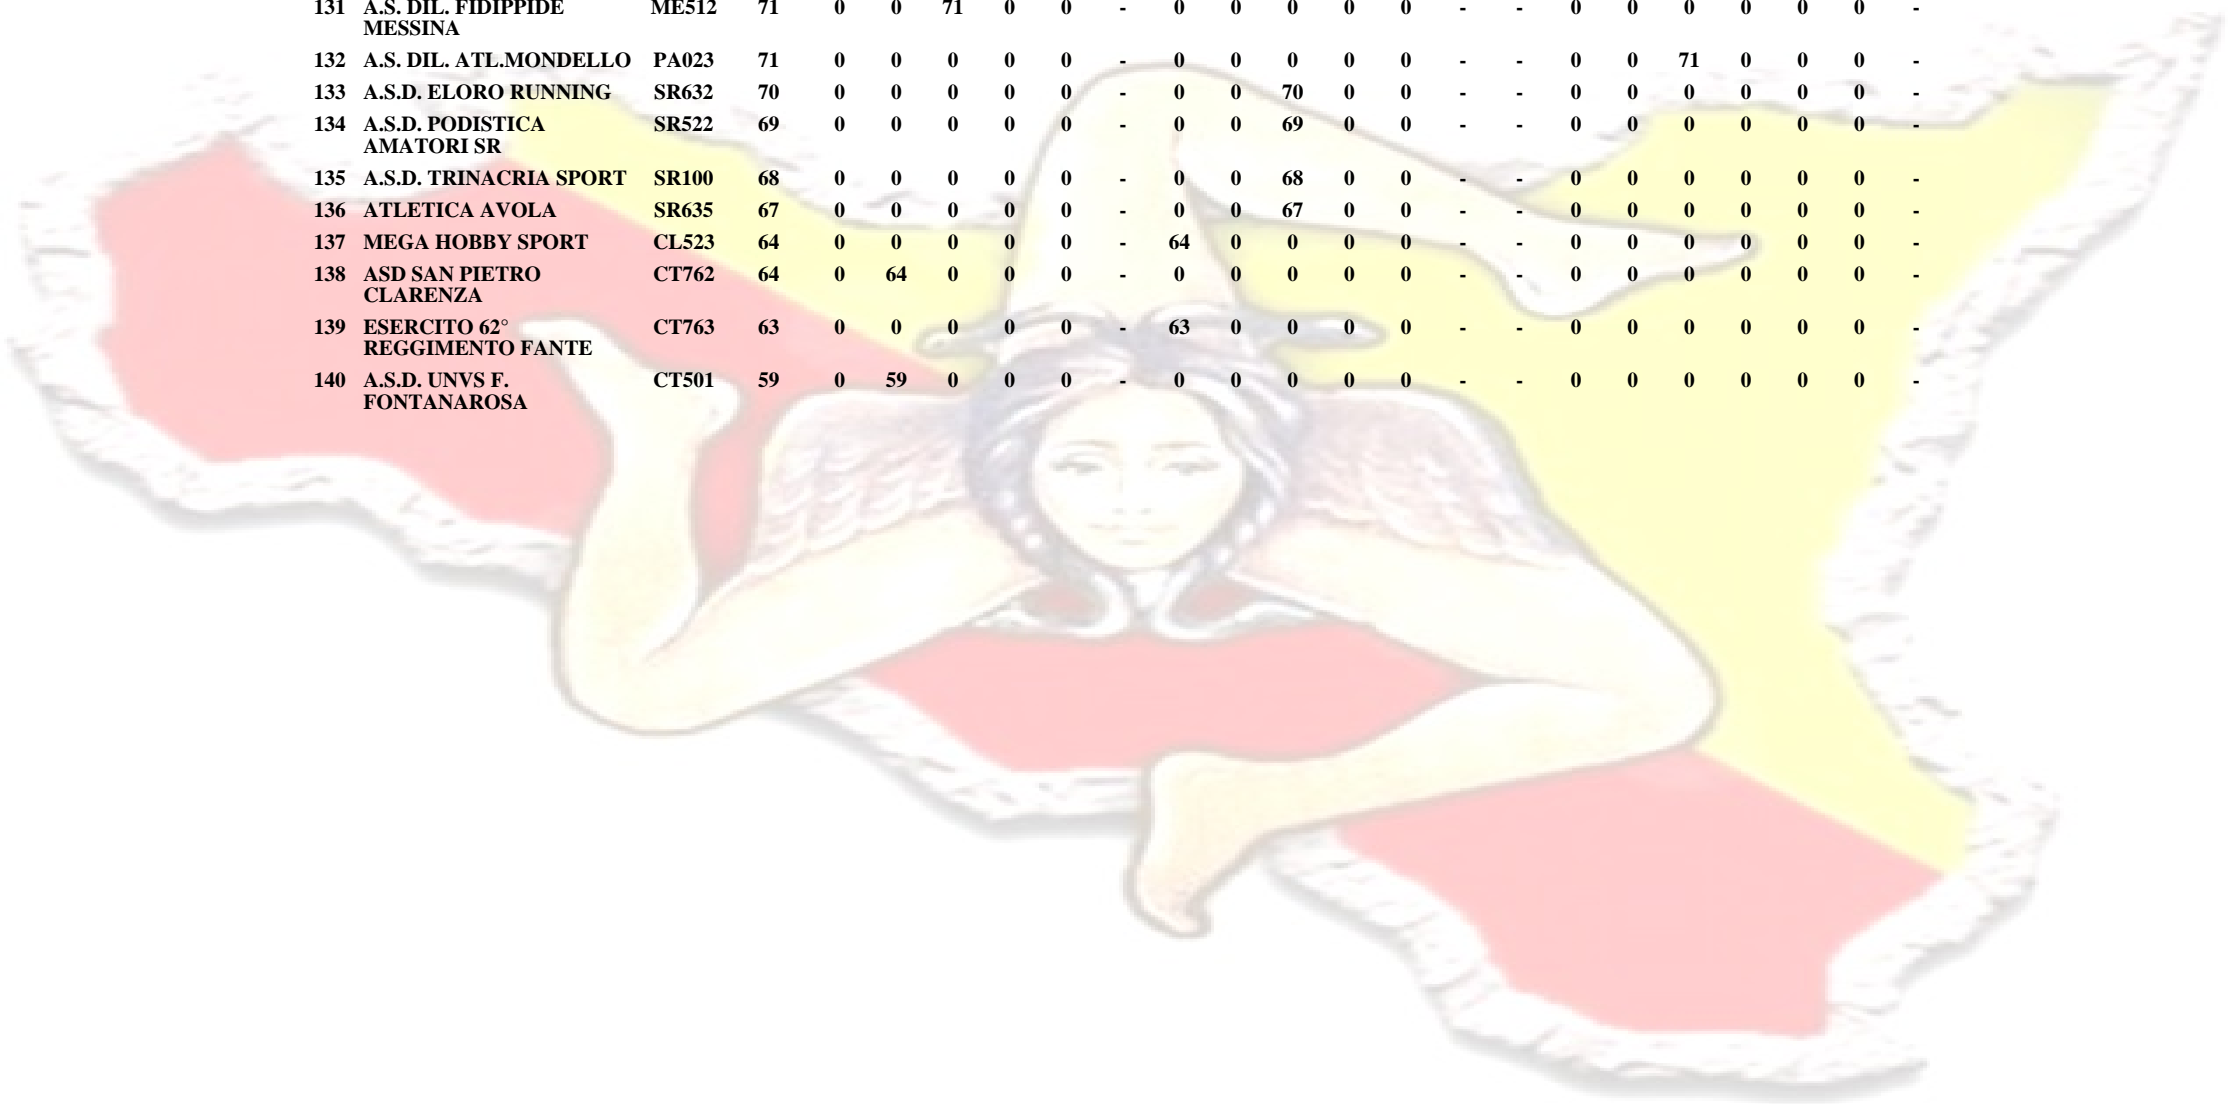 131 A.S. DIL. FIDIPPIDE ME512 71 0 0 71 0 0 - 0 0 0 0 0 - - 0 0 0 0 0 0 -
MESSINA
132 A.S. DIL. ATL.MONDELLO PA023 71 0 0 0 0 0 - 0 0 0 0 0 - - 0 0 71 0 0 0 -
133 A.S.D. ELORO RUNNING SR632 70 0 0 0 0 0 - 0 0 70 0 0 - - 0 0 0 0 0 0 -
134 A.S.D. PODISTICA SR522 69 0 0 0 0 0 - 0 0 69 0 0 - - 0 0 0 0 0 0 -
AMATORI SR
135 A.S.D. TRINACRIA SPORT SR100 68 0 0 0 0 0 - 0 0 68 0 0 - - 0 0 0 0 0 0 -
136 ATLETICA AVOLA SR635 67 0 0 0 0 0 - 0 0 67 0 0 - - 0 0 0 0 0 0 -
137 MEGA HOBBY SPORT CL523 64 0 0 0 0 0 - 64 0 0 0 0 - - 0 0 0 0 0 0 -
138 ASD SAN PIETRO CT762 64 0 64 0 0 0 - 0 0 0 0 0 - - 0 0 0 0 0 0 -
CLARENZA
139 ESERCITO 62° CT763 63 0 0 0 0 0 - 63 0 0 0 0 - - 0 0 0 0 0 0 -
REGGIMENTO FANTE
140 A.S.D. UNVS F. CT501 59 0 59 0 0 0 - 0 0 0 0 0 - - 0 0 0 0 0 0 -
FONTANAROSA